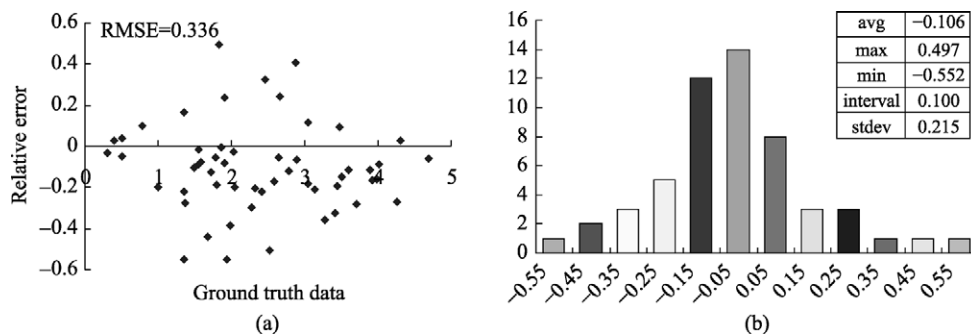 RMSE=0.336
0.6
0.4
0.2
0
−0.2
−0.4
−0.6
0 1 2 3 4 5
Relative error
Ground truth data
(a)
16
14
12
10
8
6
4
2
0
−0.55 −0.45 −0.35 −0.25 −0.15 −0.05 0.05 0.15 0.25 0.35 0.45 0.55
avg −0.106
max 0.497
min −0.552
interval 0.100
stdev 0.215
(b)